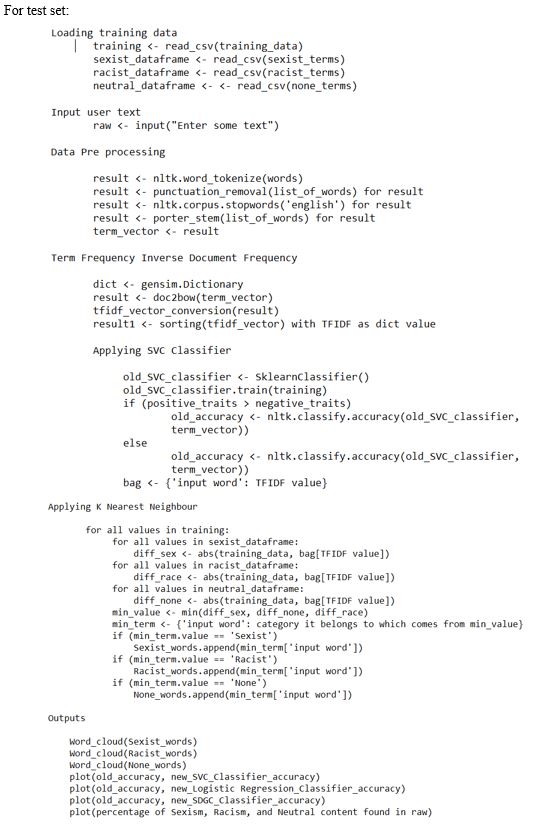 For test set:
Loading training data
training <- read_csv(training_data)
sexist_dataframe <- read_csv(sexist_terms)
racist_dataframe <- read_csv(racist_terms)
neutral_dataframe <- <- read_csv(none_terms)
Input user text
raw <- input("Enter some text")
Data Pre processing
result <- nltk.word_tokenize(words)
result <- punctuation_removal(list_of_words) for result
result <- nltk.corpus.stopwords('english') for result
result <- porter_stem(list_of_words) for result
term_vector <- result
Term Frequency Inverse Document Frequency
dict <- gensim.Dictionary
result <- doc2bow(term_vector)
tfidf_vector_conversion(result)
result1 <- sorting(tfidf_vector) with TFIDF as dict value
Applying SVC Classifier
old_SVC_classifier <- SklearnClassifier()
old_SVC_classifier.train(training)
if (positive_traits > negative_traits)
old_accuracy <- nltk.classify.accuracy(old_SVC_classifier,
term_vector))
else
old_accuracy <- nltk.classify.accuracy(old_SVC_classifier,
term_vector))
bag <- {'input word': TFIDF value}
Applying K Nearest Neighbour
for all values in training:
for all values in sexist_dataframe:
diff_sex <- abs(training_data, bag[TFIDF value])
for all values in racist_dataframe:
diff_race <- abs(training_data, bag[TFIDF value])
for all values in neutral_dataframe:
diff_none <- abs(training_data, bag[TFIDF value])
min_value <- min(diff_sex, diff_none, diff_race)
min_term <- {'input word': category it belongs to which comes from min_value}
if (min_term.value == 'Sexist')
Sexist_words.append(min_term['input word'])
if (min_term.value == 'Racist')
Racist_words.append(min_term['input word'])
if (min_term.value == 'None')
None_words.append(min_term['input word'])
Outputs
Word_cloud(Sexist_words)
Word_cloud(Racist_words)
Word_cloud(None_words)
plot(old_accuracy, new_SVC_Classifier_accuracy)
plot(old_accuracy, new_Logistic Regression_Classifier_accuracy)
plot(old_accuracy, new_SDGC_Classifier_accuracy)
plot(percentage of Sexism, Racism, and Neutral content found in raw)